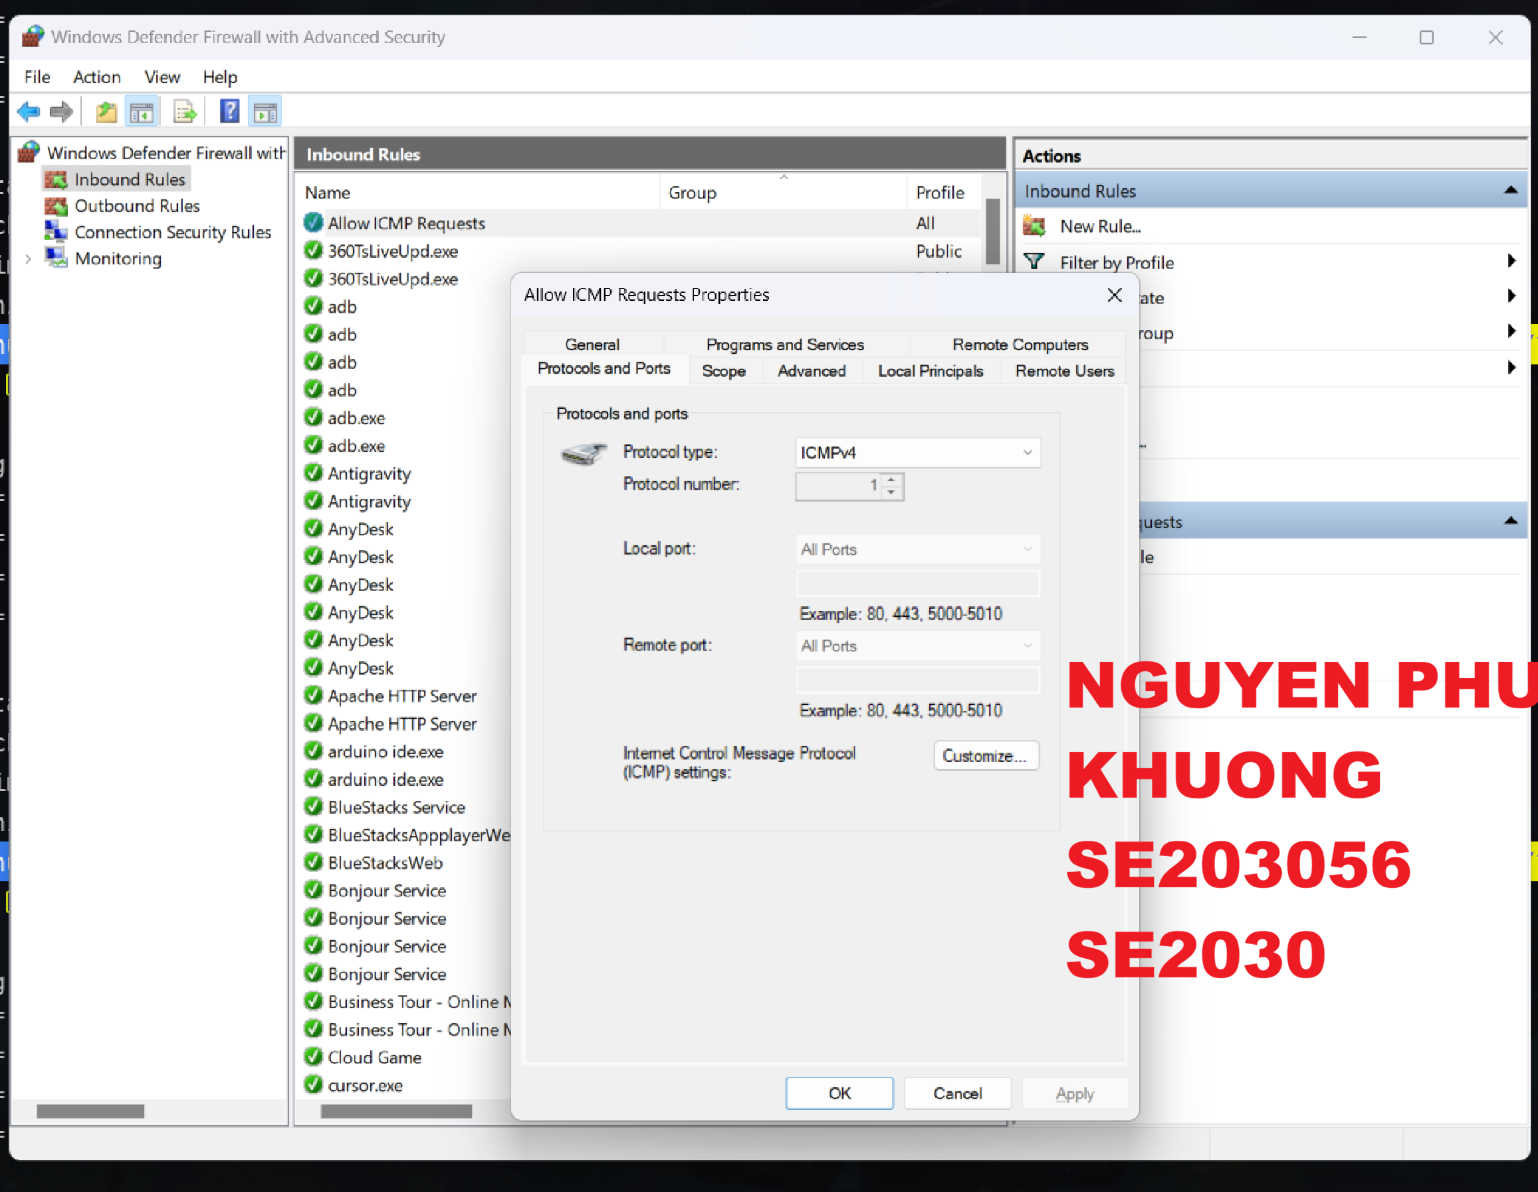 Windows Defender Firewall with Advanced Security
File Action View Help
Windows Defender Firewall with
Inbound Rules
Outbound Rules
Connection Security Rules
Monitoring
Inbound Rules
Name Group Profile
Allow ICMP Requests All
360TsLiveUpd.exe Public
360TsLiveUpd.exe
adb
adb
adb
adb
adb.exe
adb.exe
Antigravity
Antigravity
AnyDesk
AnyDesk
AnyDesk
AnyDesk
AnyDesk
AnyDesk
Apache HTTP Server
Apache HTTP Server
arduino ide.exe
arduino ide.exe
BlueStacks Service
BlueStacksAppplayerWe
BlueStacksWeb
Bonjour Service
Bonjour Service
Bonjour Service
Bonjour Service
Business Tour - Online
Business Tour - Online
Cloud Game
cursor.exe
Actions
Inbound Rules
New Rule...
Filter by Profile
ate
roup
...
quests
le
Allow ICMP Requests Properties
General Programs and Services Remote Computers
Protocols and Ports Scope Advanced Local Principals Remote Users
Protocols and ports
Protocol type: ICMPv4
Protocol number: 1
Local port: All Ports
Example: 80, 443, 5000-5010
Remote port: All Ports
Example: 80, 443, 5000-5010
Internet Control Message Protocol
(ICMP) settings:
Customize...
OK Cancel Apply
NGUYEN PHU
KHUONG
SE203056
SE2030